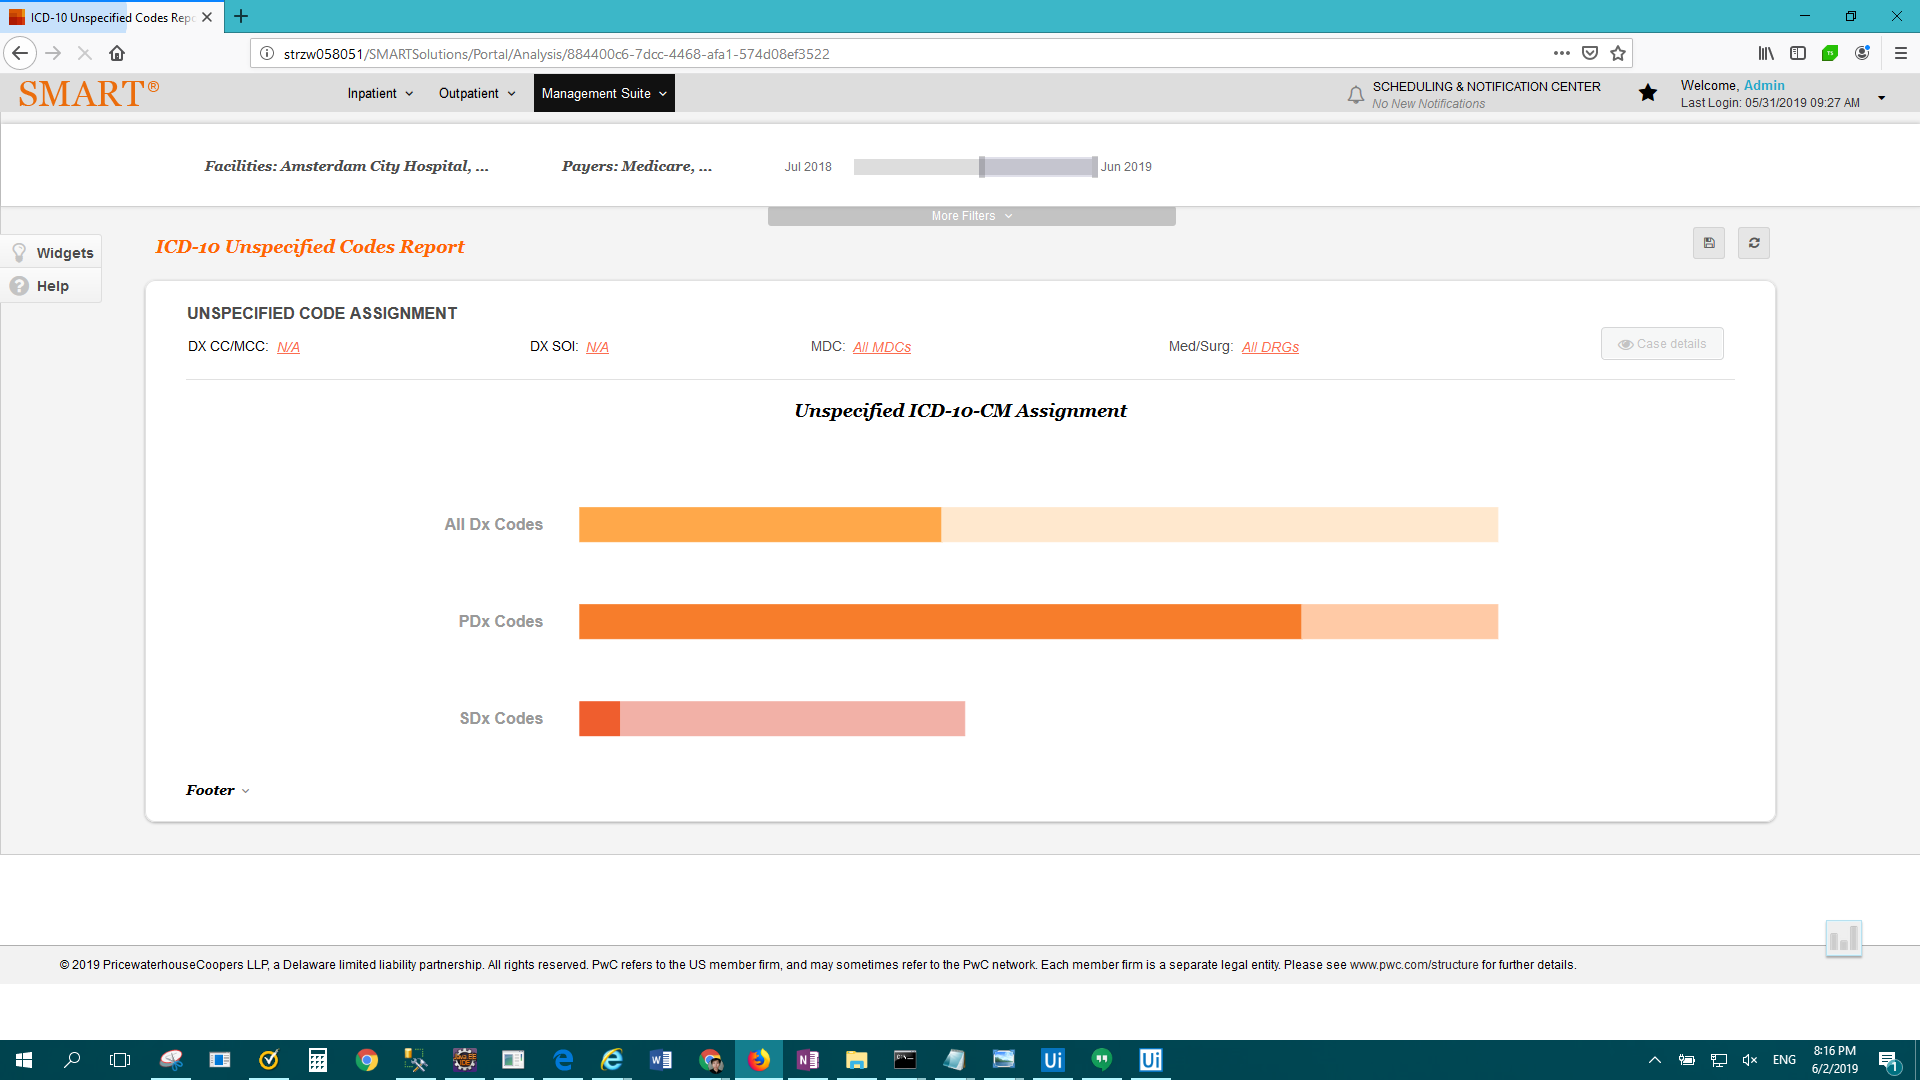 ICD-10 Unspecified Codes Repo
strzw058051/SMARTSolutions/Portal/Analysis/884400c6-7dcc-4468-afa1-574d08ef3522
SMART®
Inpatient
Outpatient
Management Suite
SCHEDULING & NOTIFICATION CENTER
No New Notifications
Welcome, Admin
Last Login: 05/31/2019 09:27 AM
Facilities: Amsterdam City Hospital, ...
Payers: Medicare, ...
Jul 2018
Jun 2019
More Filters
Widgets
Help
ICD-10 Unspecified Codes Report
UNSPECIFIED CODE ASSIGNMENT
DX CC/MCC: N/A
DX SOI: N/A
MDC: All MDCs
Med/Surg: All DRGs
Case details
Unspecified ICD-10-CM Assignment
All Dx Codes
PDx Codes
SDx Codes
Footer
© 2019 PricewaterhouseCoopers LLP, a Delaware limited liability partnership. All rights reserved. PwC refers to the US member firm, and may sometimes refer to the PwC network. Each member firm is a separate legal entity. Please see www.pwc.com/structure for further details.
ENG
8:16 PM
6/2/2019
1